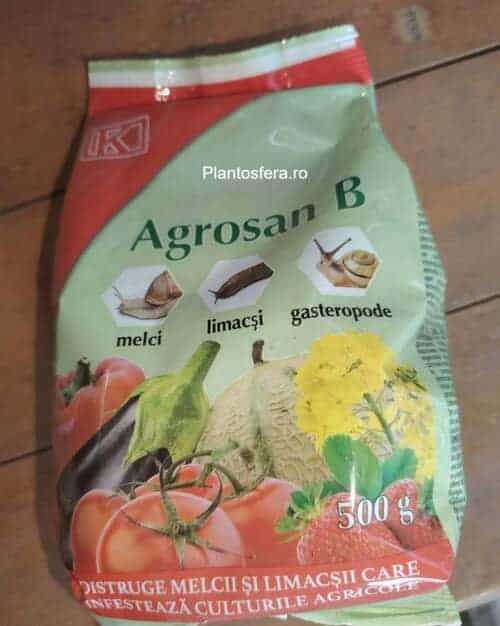 Plantosfera.ro
Agrosan B
melci
limacși
gasteropode
500 g
DISTRUGE MELCII ȘI LIMACȘII CARE
INFESTEAZĂ CULTURILE AGRICOLE